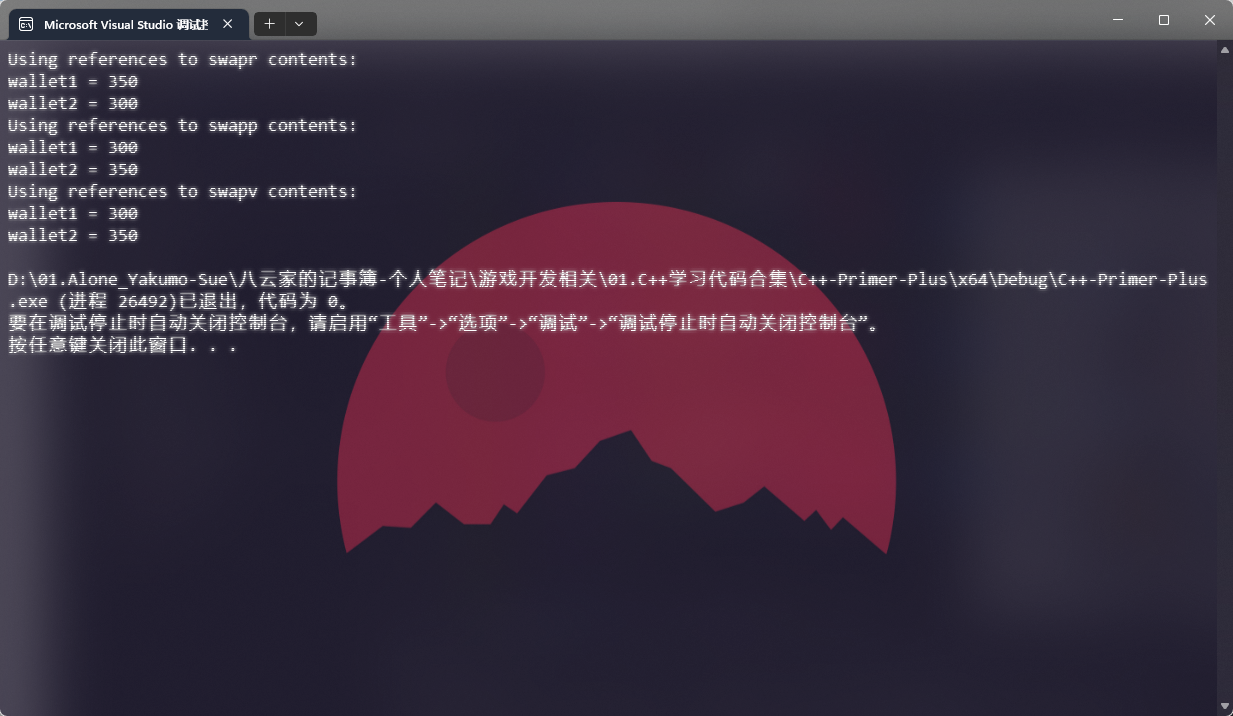 Microsoft Visual Studio 调试
Using references to swapr contents:
wallet1 = 350
wallet2 = 300
Using references to swapp contents:
wallet1 = 300
wallet2 = 350
Using references to swapv contents:
wallet1 = 300
wallet2 = 350
D:\01.Alone_Yakumo-Sue\八云家的记事簿-个人笔记\游戏开发相关\01.C++学习代码合集\C++-Primer-Plus\x64\Debug\C++-Primer-Plus
.exe (进程 26492)已退出，代码为 0。
要在调试停止时自动关闭控制台，请启用“工具”->“选项”->“调试”->“调试停止时自动关闭控制台”。
按任意键关闭此窗口. . .